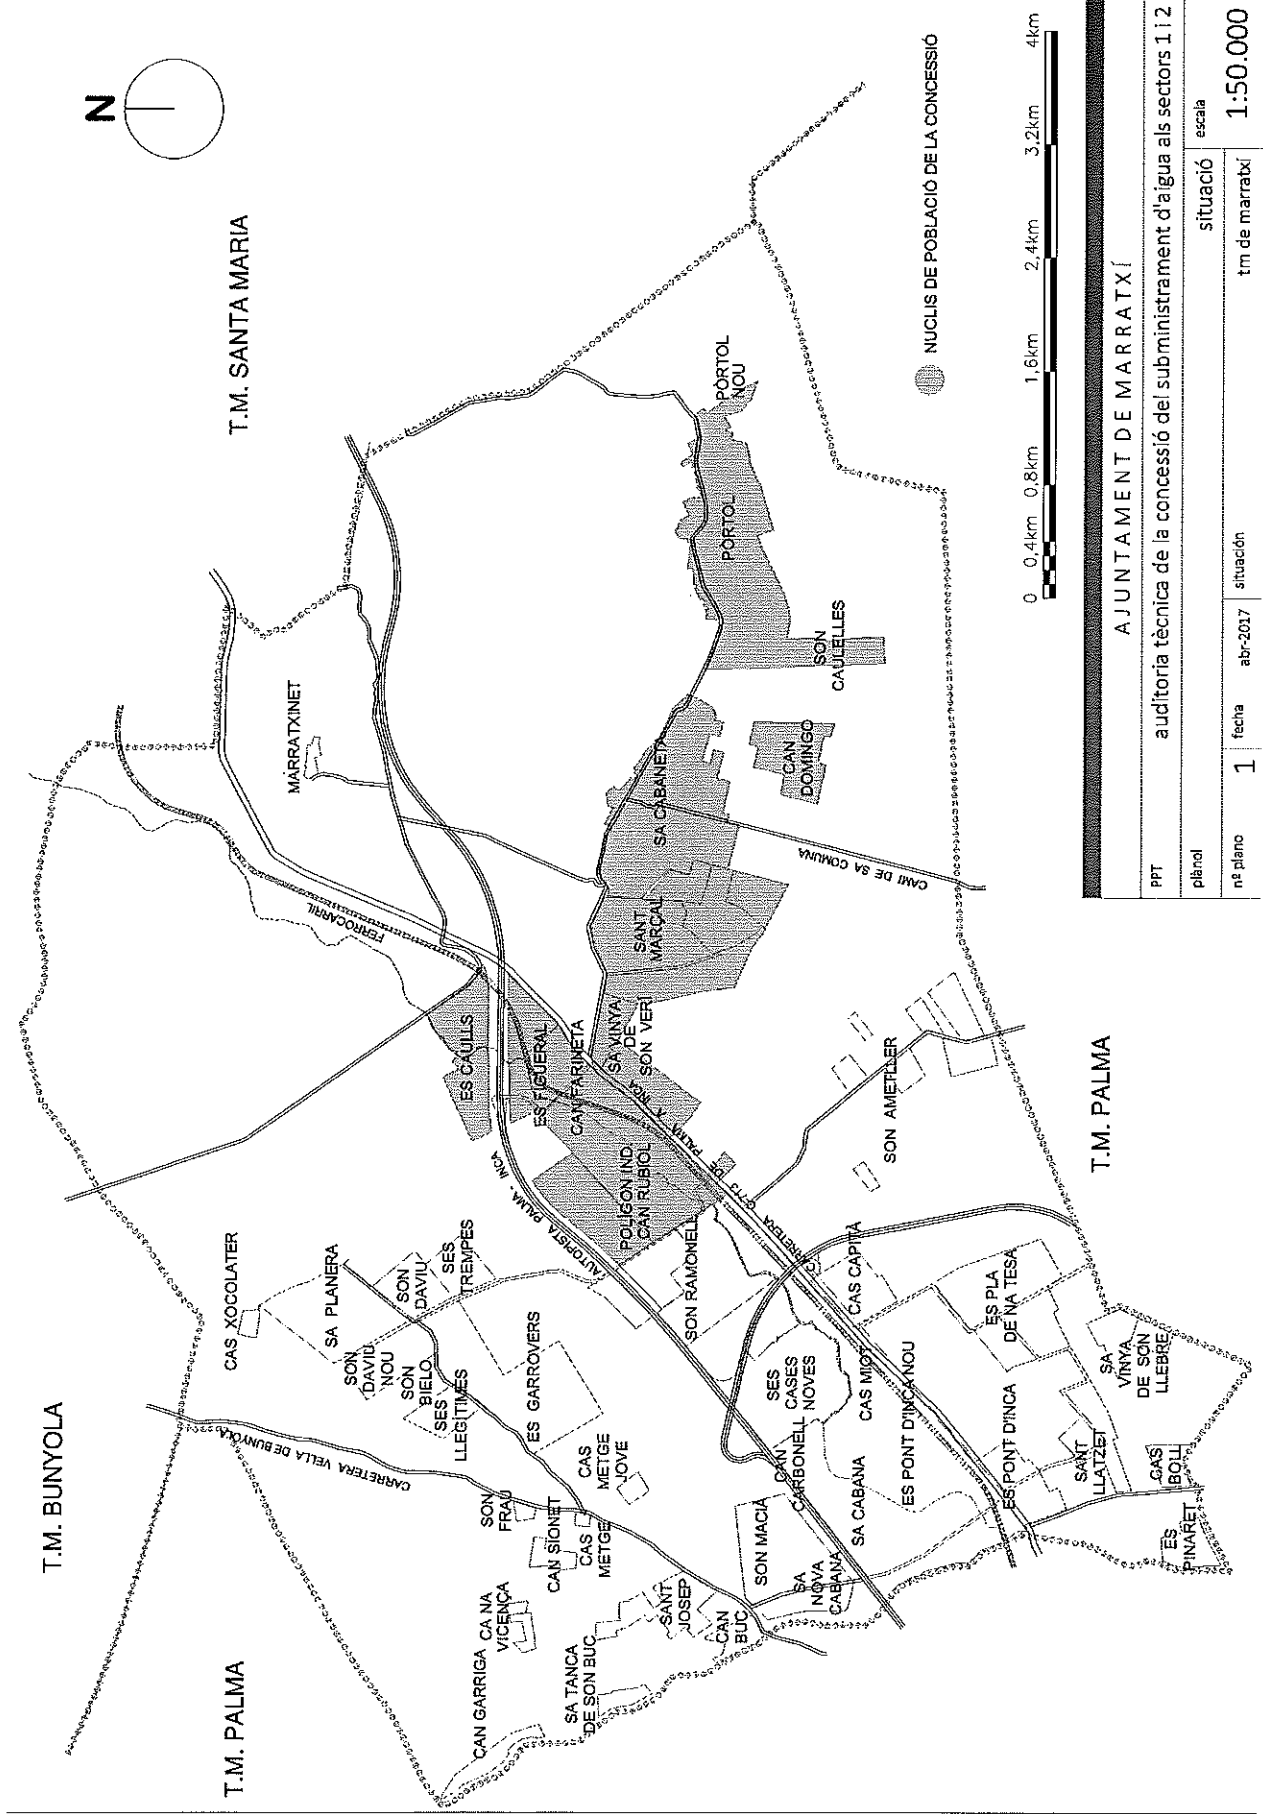 N
T.M. BUNYOLA
T.M. SANTA MARIA
T.M. PALMA
CAS XOCOLATER
MARRATXINET
SA PLANERA
SON
DAVIU
NOU
SON
DAVIU
SON
BIELO
SES
TREMPES
SES
LLEGÍTIMES
FERROCARRIL
CARRETERA VELLA DE BUNYOLA
ES CAULLS
CAN GARRIGA
CA NA
VICENÇA
SON
FRAU
ES GARROVERS
AUTOPISTA PALMA - INCA
ES FIGUERAL
CAN SIONET
CAN FARINETA
CAS
METGE
CAS
METGE
JOVE
SA TANCA
DE SON BUC
SA VINYA
DE
SON VERI
SANT
MARÇAL
SA CABANETA
POLÍGON IND.
CAN RUBIOL
SANT
JOSEP
SON RAMONELL
PÒRTOL
PÒRTOL
NOU
CARRETERA C-713 DE PALMA A INCA
CAN
BUC
SON MACIÀ
SES
CASES
NOVES
CAN
CARBONELL
CAN
DOMINGO
SON
CAULELLES
SA
NOVA
CABANA
SA CABANA
CAS MIOT
CAS CAPITÀ
CAMI DE SA COMUNA
SON AMETLLER
ES PONT D'INCA NOU
ES PONT D'INCA
ES PLA
DE NA TESA
SANT
LLATZET
SA
VINYA
DE SON
LLEBRE
CAS
BOLL
ES
PINARET
T.M. PALMA
NUCLIS DE POBLACIÓ DE LA CONCESSIÓ
0 0,4km 0,8km 1,6km 2,4km 3,2km 4km
AJUNTAMENT DE MARRATXÍ
PPT auditoria tècnica de la concessió del subministrament d'aigua als sectors 1 i 2
plànol situació escala
nº plano 1 fecha abr-2017 situación tm de marratxí 1:50.000